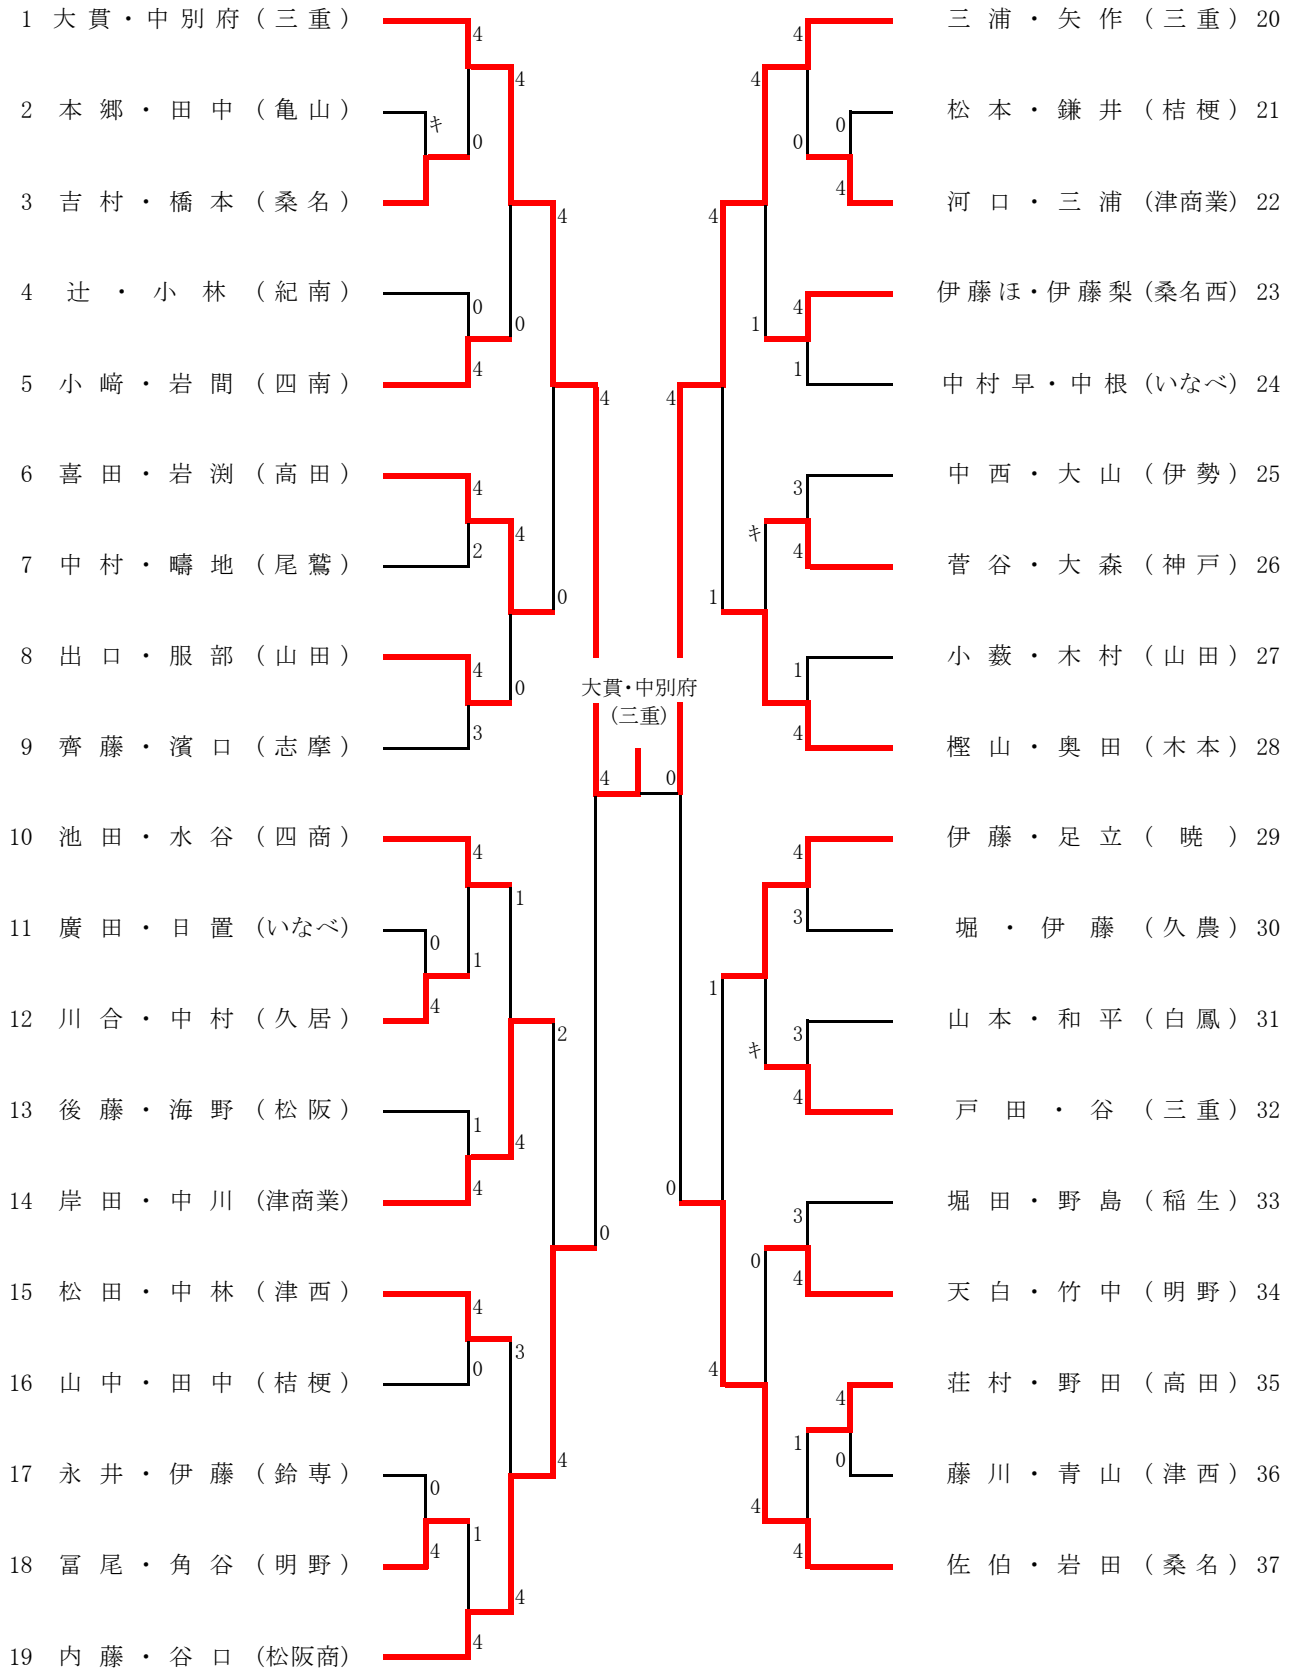 1 大貫・中別府(三重)
2 本郷・田中(亀山)
3 吉村・橋本(桑名)
4 辻・小林(紀南)
5 小﨑・岩間(四南)
6 喜田・岩渕(高田)
7 中村・疇地(尾鷲)
8 出口・服部(山田)
9 齊藤・濱口(志摩)
10 池田・水谷(四商)
11 廣田・日置(いなべ)
12 川合・中村(久居)
13 後藤・海野(松阪)
14 岸田・中川(津商業)
15 松田・中林(津西)
16 山中・田中(桔梗)
17 永井・伊藤(鈴専)
18 冨尾・角谷(明野)
19 内藤・谷口(松阪商)
4
キ
0
4
0
4
0
4
4
2
4
4
3
0
0
4
4
0
4
1
1
1
4
4
2
4
0
3
0
4
1
4
4
4
0
大貫・中別府
(三重)
4
0
4
4
0
0
4
4
4
1
1
3
4
キ
1
4
1
4
4
3
1
3
4
キ
0
3
4
0
4
0
1
4
4
4
三浦・矢作(三重) 20
松本・鎌井(桔梗) 21
河口・三浦(津商業) 22
伊藤ほ・伊藤梨(桑名西) 23
中村早・中根(いなべ) 24
中西・大山(伊勢) 25
菅谷・大森(神戸) 26
小薮・木村(山田) 27
樫山・奥田(木本) 28
伊藤・足立(暁) 29
堀・伊藤(久農) 30
山本・和平(白鳳) 31
戸田・谷(三重) 32
堀田・野島(稲生) 33
天白・竹中(明野) 34
荘村・野田(高田) 35
藤川・青山(津西) 36
佐伯・岩田(桑名) 37